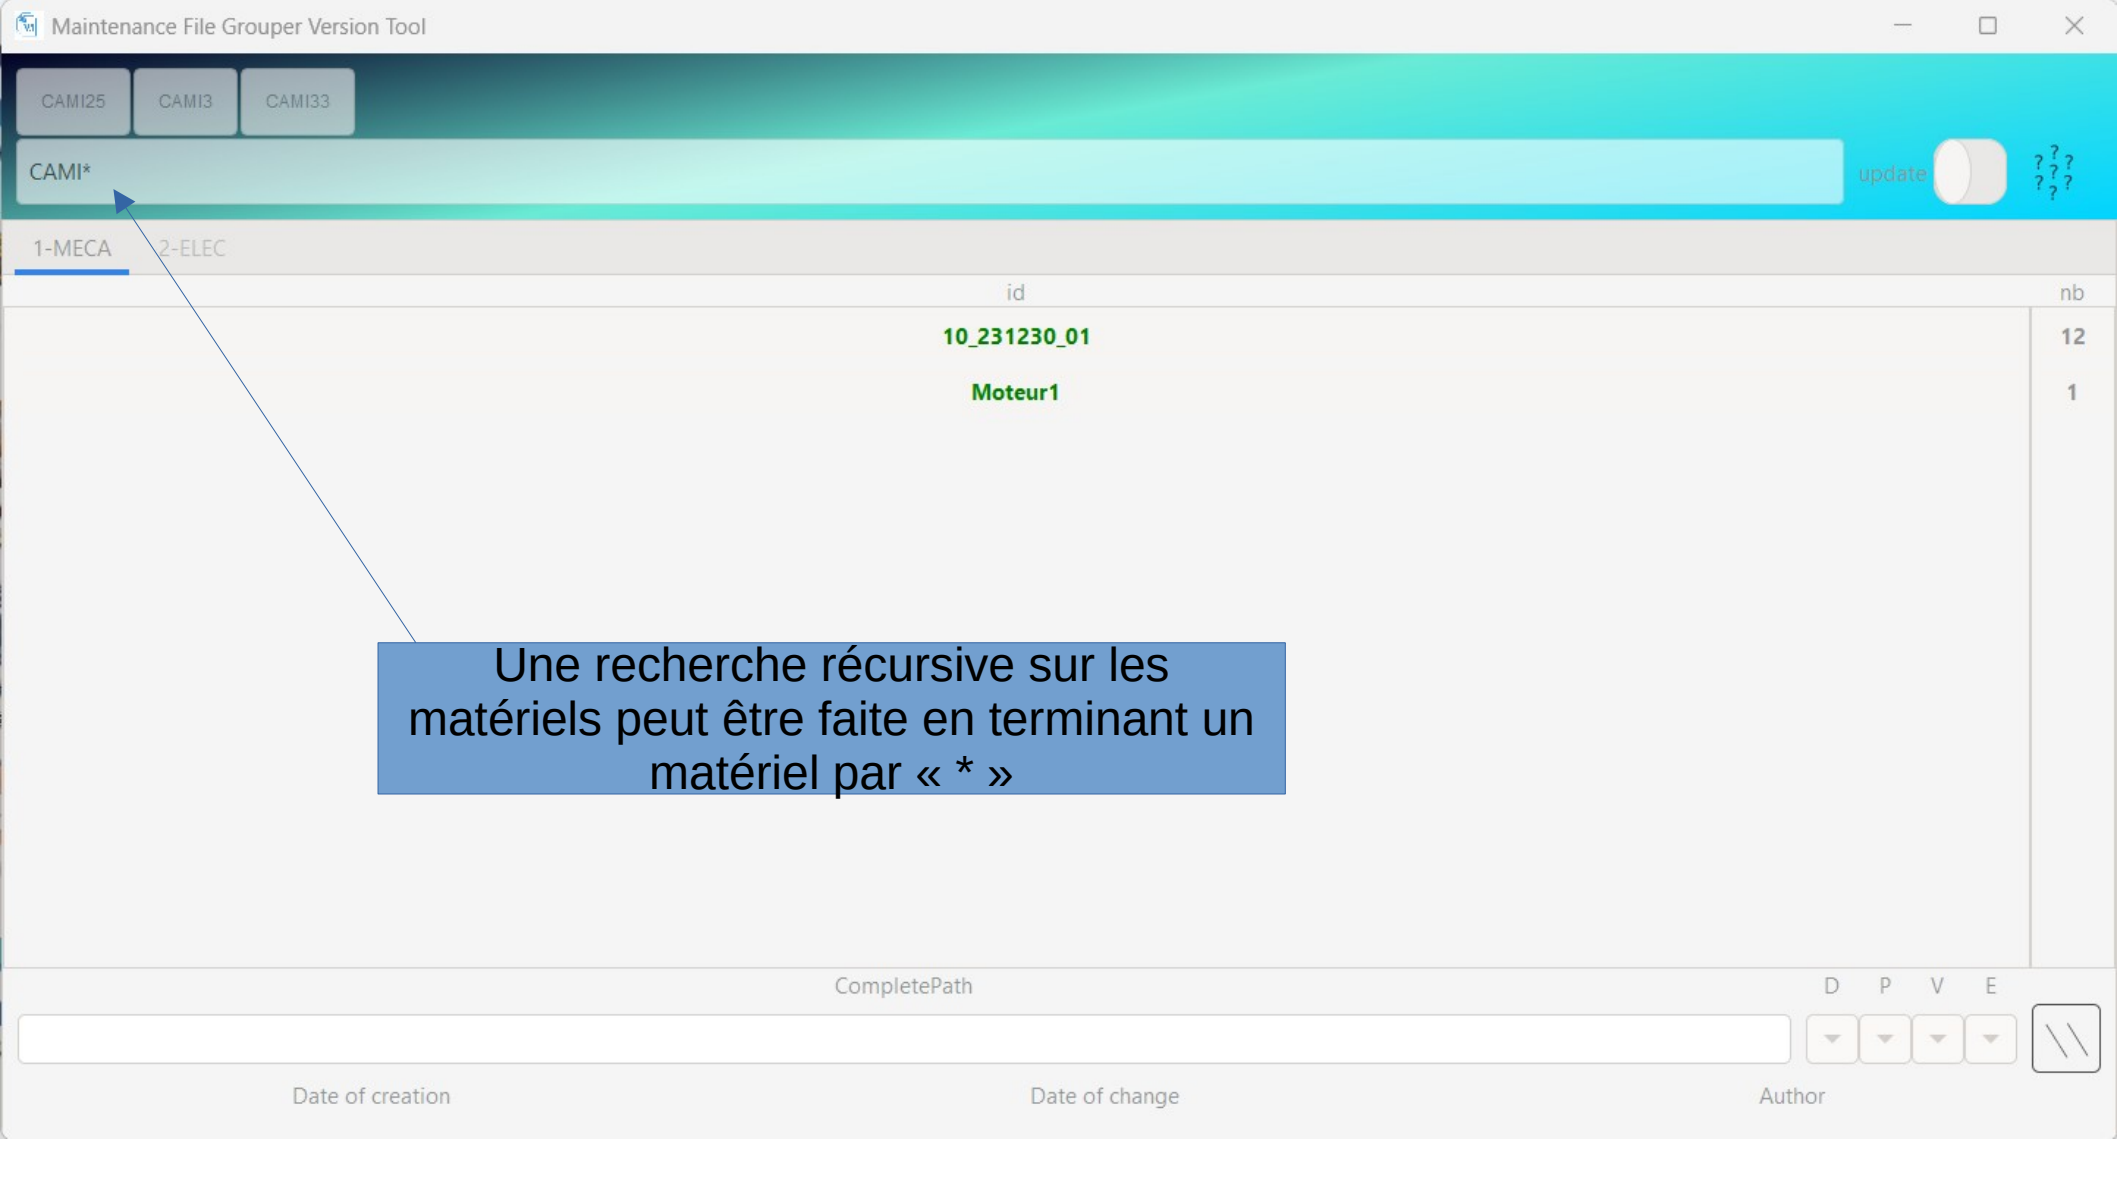 Maintenance File Grouper Version Tool
CAMI25 CAMI3 CAMI33
CAMI*
update
? ? ? ? ? ? ? ?
1-MECA 2-ELEC
id nb
10_231230_01 12
Moteur1 1
Une recherche récursive sur les
matériels peut être faite en terminant un
matériel par « * »
CompletePath D P V E
\\
Date of creation Date of change Author